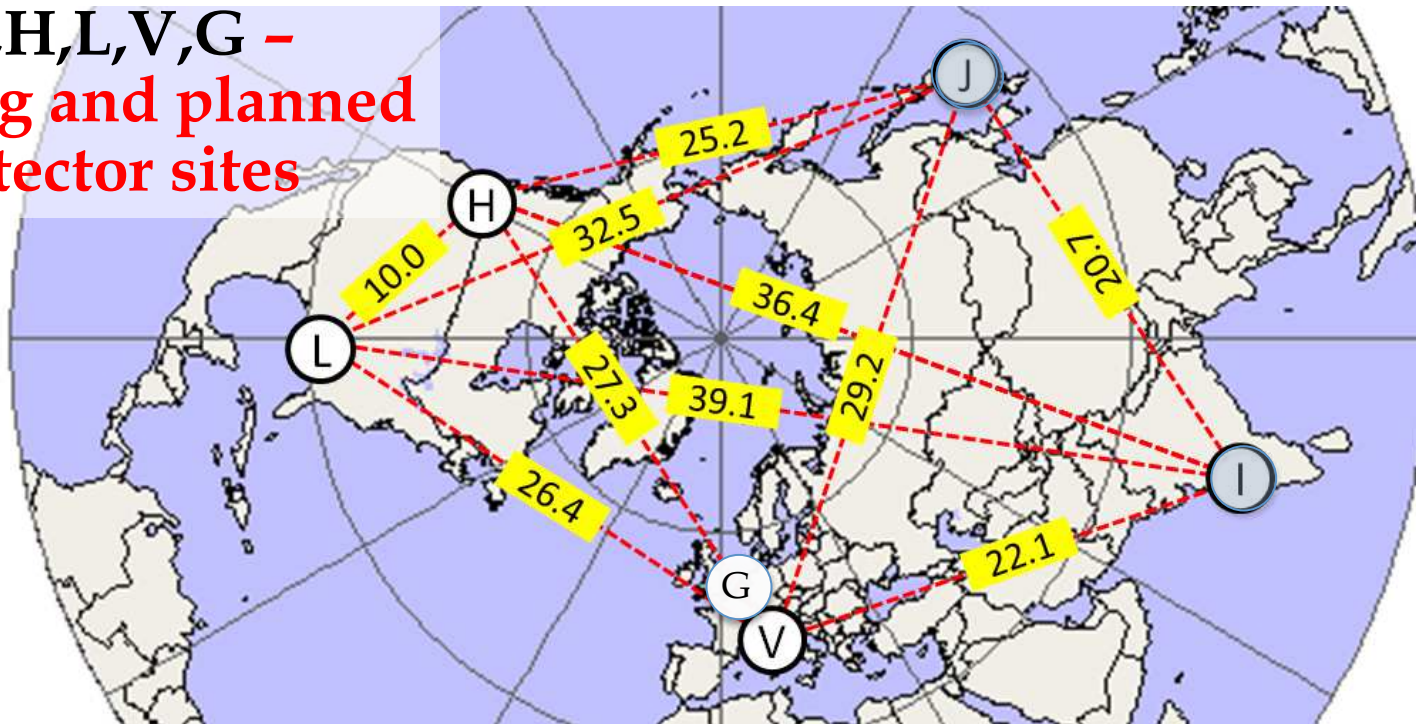 ,H,L,V,G –
g and planned
tector sites
J
25.2
H
32.5
10.0
20.7
36.4
L
27.3
29.2
39.1
26.4
I
22.1
G
V